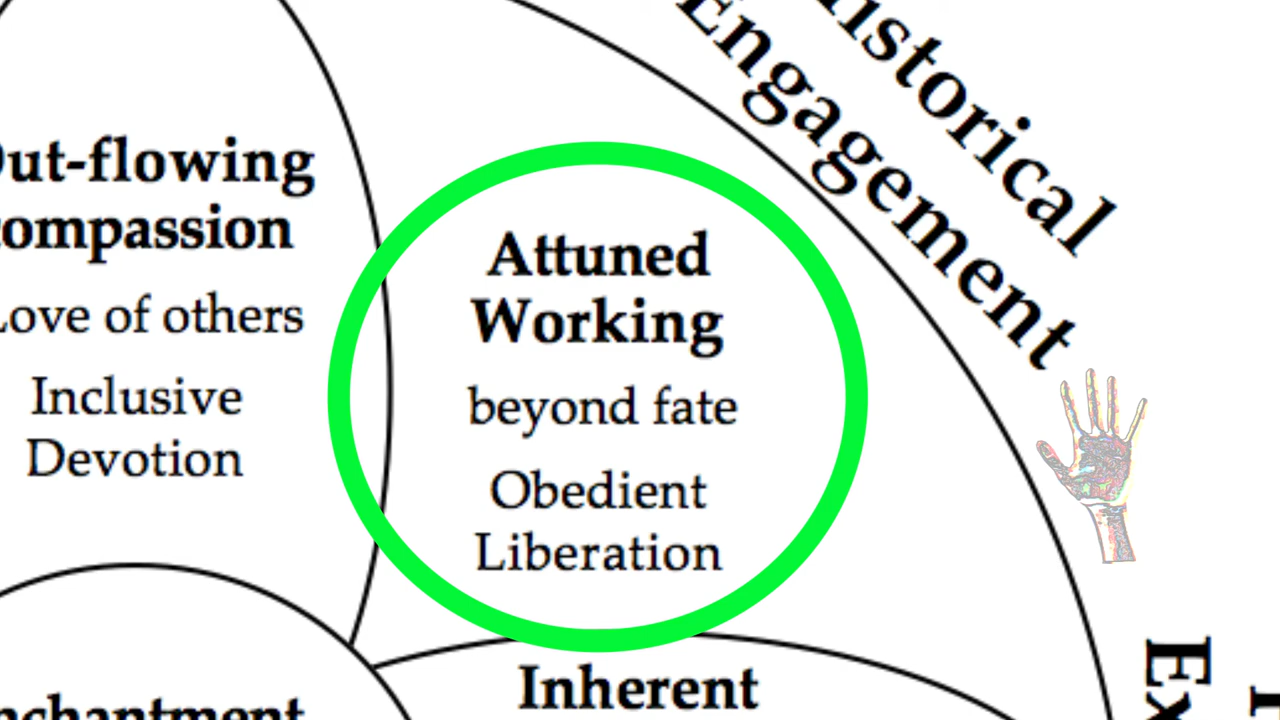 Historical
Engagement
Out-flowing
compassion
Love of others
Inclusive
Devotion
Attuned
Working
beyond fate
Obedient
Liberation
Inherent